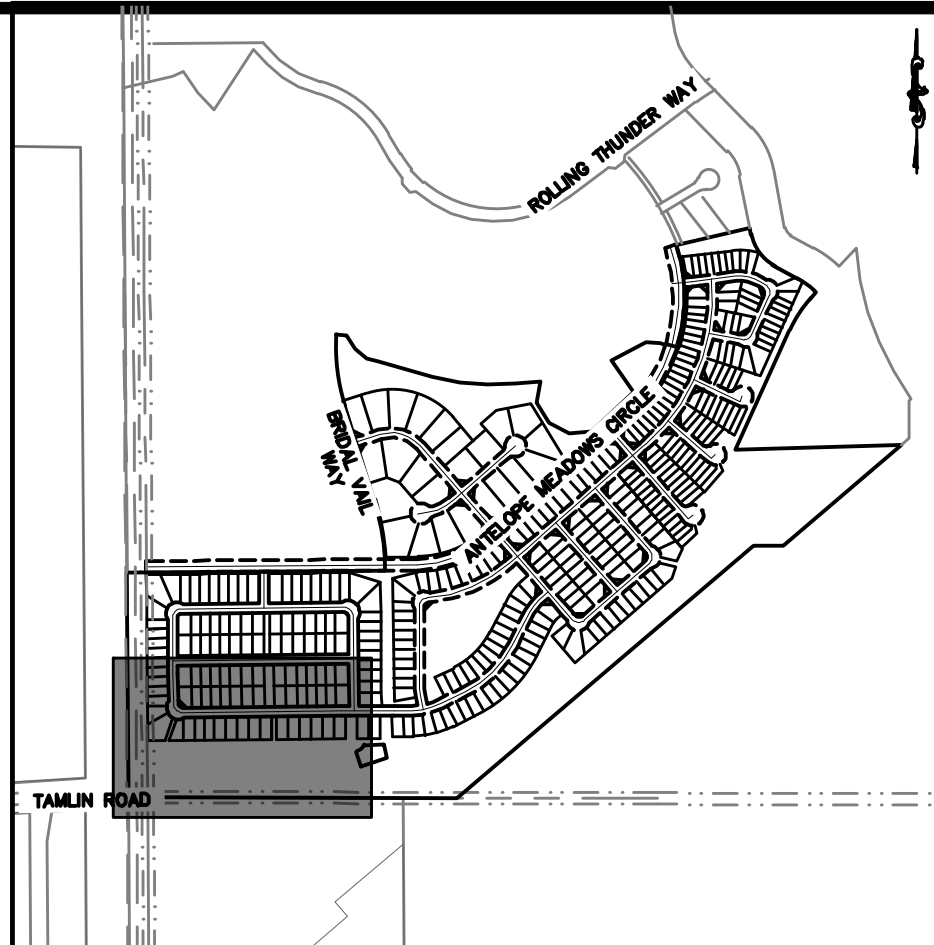 ROLLING THUNDER WAY
BRIDAL VAIL
WAY
ANTELOPE MEADOWS CIRCLE
TAMLIN ROAD